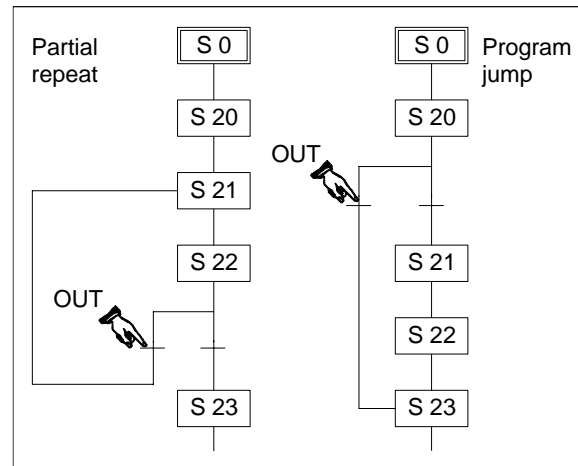 Partial
repeat
S 0
S 20
S 21
S 22
OUT
S 23
S 0
Program
jump
S 20
OUT
S 21
S 22
S 23